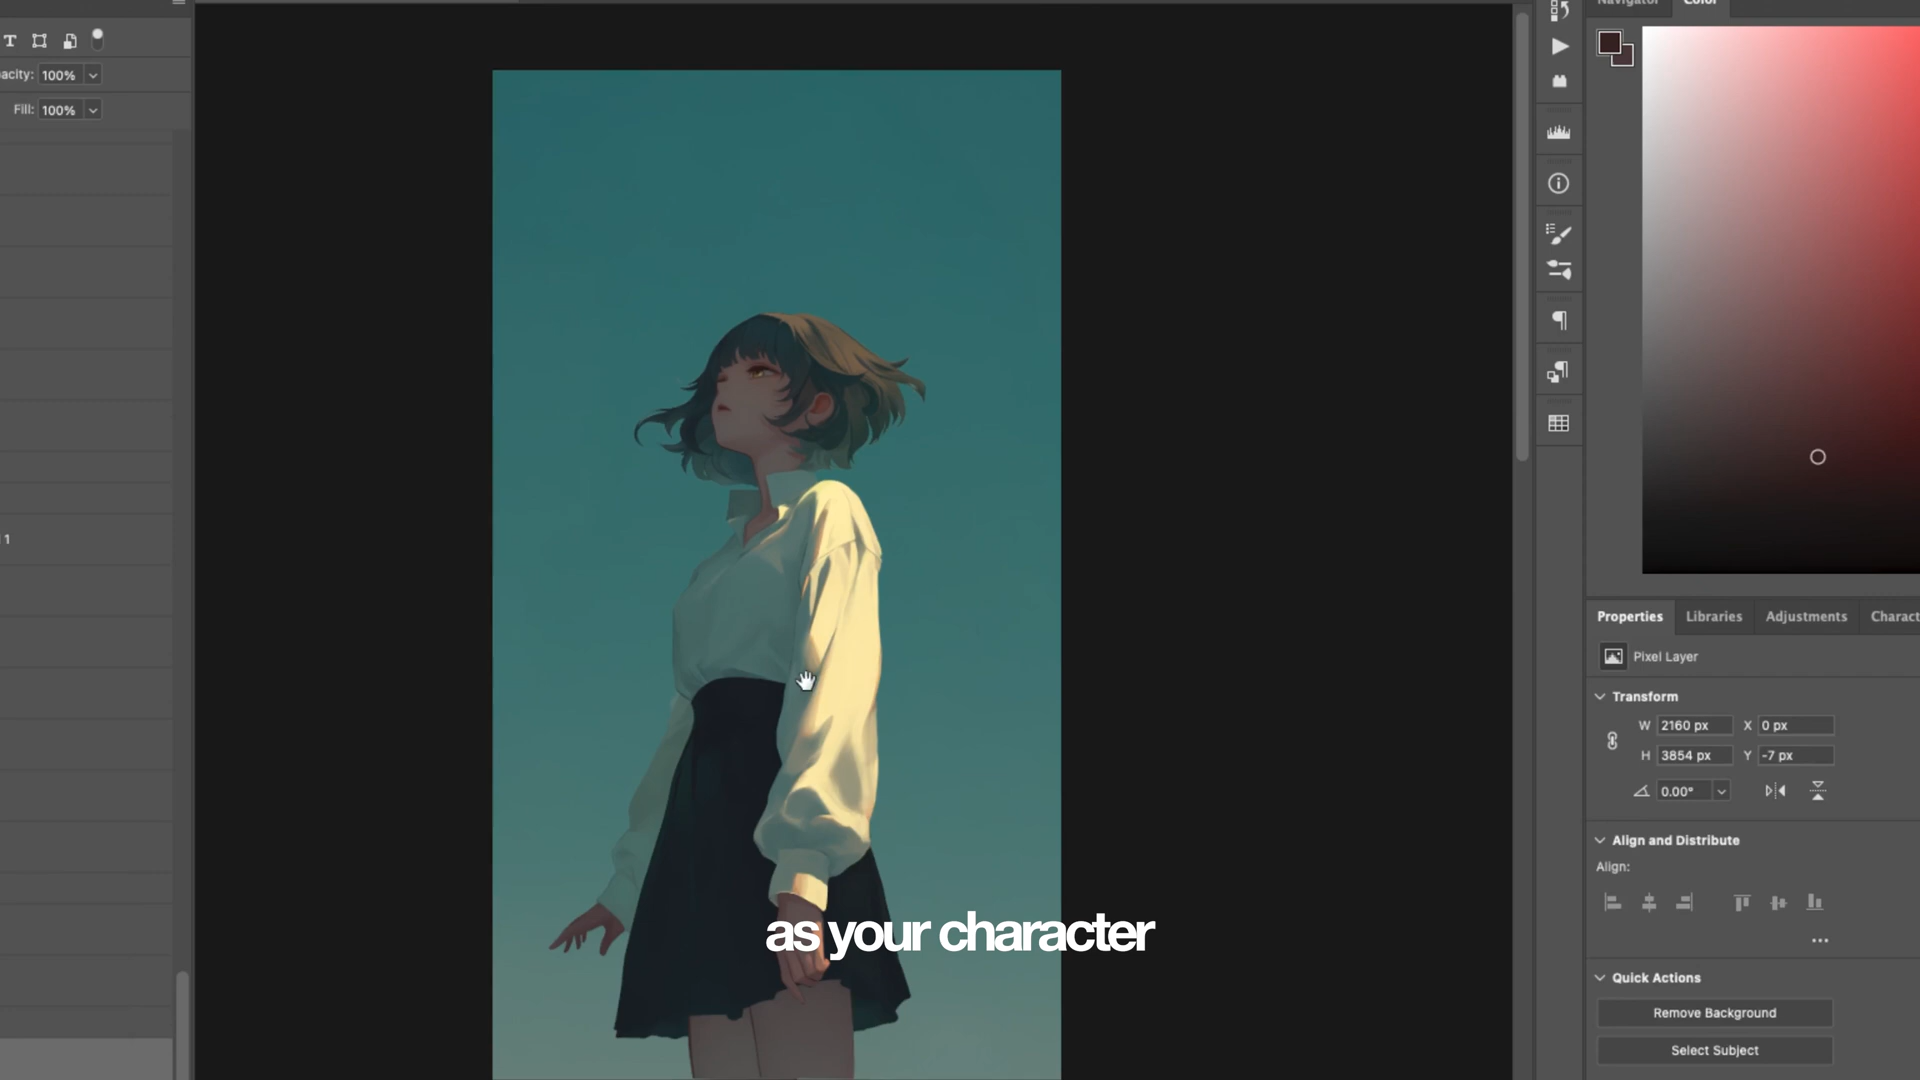 Navigator Color
T
acity: 100%
Fill: 100%
1
Properties Libraries Adjustments Charact
Pixel Layer
Transform
W 2160 px X 0 px
H 3854 px Y -7 px
0.00°
Align and Distribute
Align:
as your character
Quick Actions
Remove Background
Select Subject